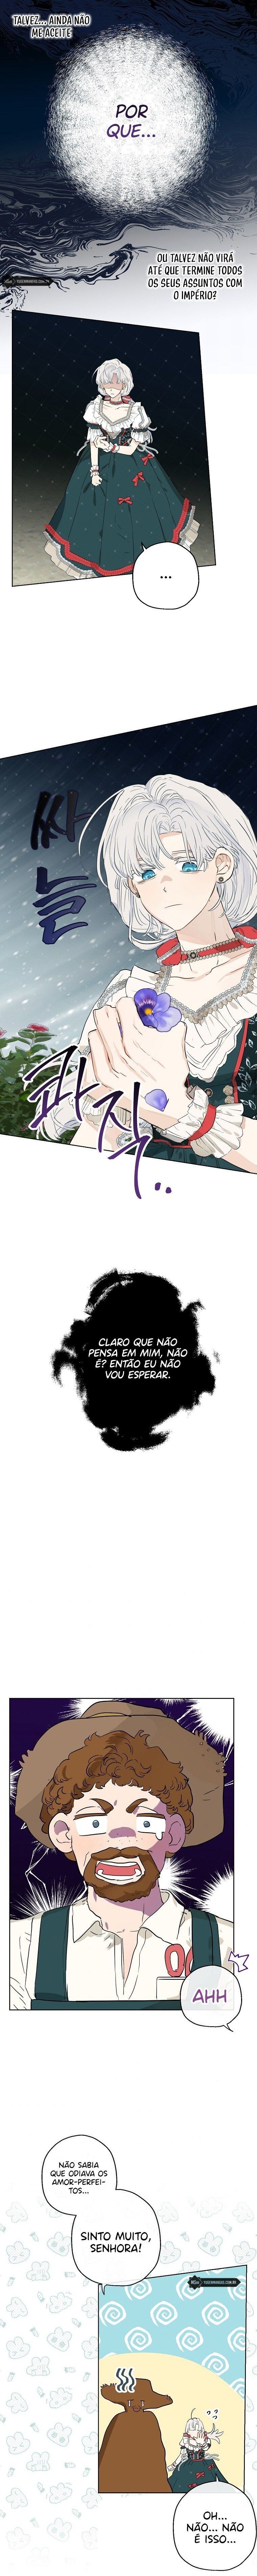 TALVEZ... AINDA NÃO
ME ACEITE
POR
QUE...
OU TALVEZ NÃO VIRÁ
ATÉ QUE TERMINE TODOS
OS SEUS ASSUNTOS COM
O IMPÉRIO?
...
싸
늘
콰
직
CLARO QUE NÃO
PENSA EM MIM, NÃO
É? ENTÃO EU NÃO
VOU ESPERAR.
AHH
NÃO SABIA
QUE ODIAVA OS
AMOR-PERFEI-
TOS...
SINTO MUITO,
SENHORA!
OH...
NÃO... NÃO
É ISSO...